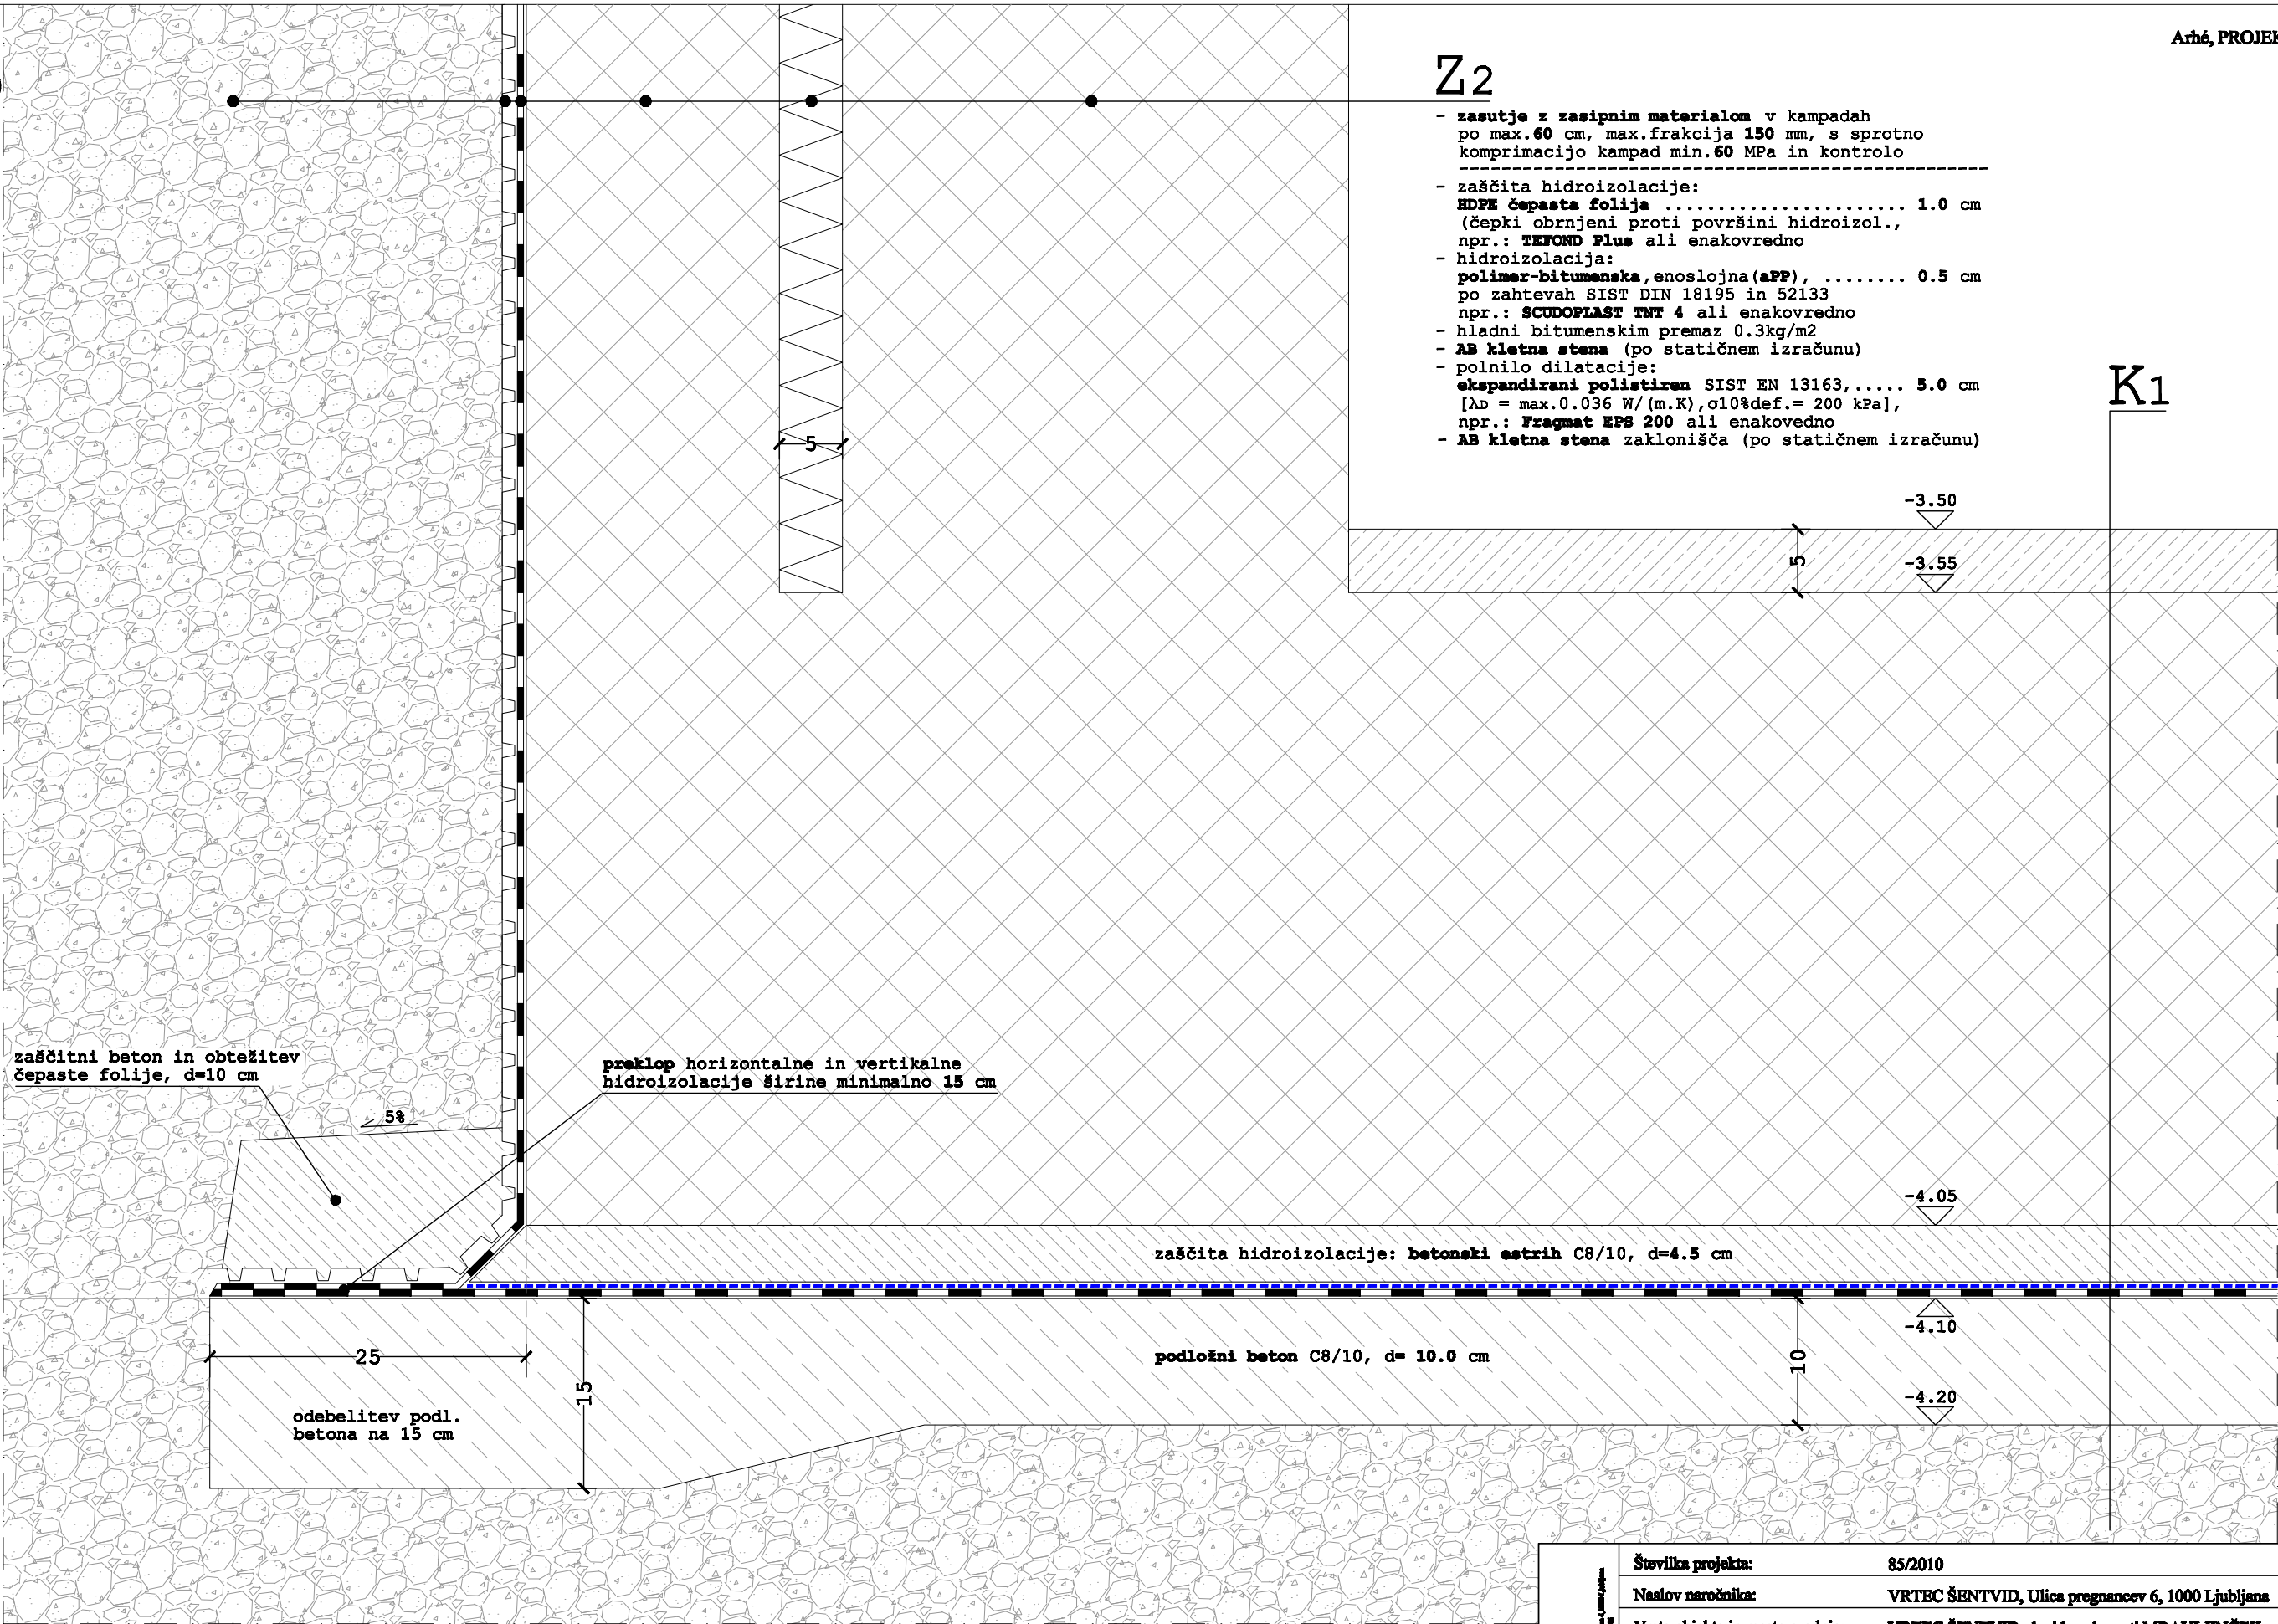 Arhé, PROJEK
Z2
- zasutje z zasipnim materialom v kampadah
po max.60 cm, max.frakcija 150 mm, s sprotno
komprimacijo kampad min.60 MPa in kontrolo
- zaščita hidroizolacije:
HDPE čepasta folija ...................... 1.0 cm
(čepki obrnjeni proti površini hidroizol.,
npr.: TEFOND Plus ali enakovredno
- hidroizolacija:
polimer-bitumenska,enoslojna(aPP), ........ 0.5 cm
po zahtevah SIST DIN 18195 in 52133
npr.: SCUDOPLAST TNT 4 ali enakovredno
- hladni bitumenskim premaz 0.3kg/m2
- AB kletna stena (po statičnem izračunu)
- polnilo dilatacije:
ekspandirani polistiren SIST EN 13163,..... 5.0 cm
[λD = max.0.036 W/(m.K),σ10%def.= 200 kPa],
npr.: Fragmat EPS 200 ali enakovedno
- AB kletna stena zaklonišča (po statičnem izračunu)
K1
5
-3.50
5
-3.55
zaščitni beton in obtežitev
čepaste folije, d=10 cm
5%
preklop horizontalne in vertikalne
hidroizolacije širine minimalno 15 cm
-4.05
zaščita hidroizolacije: betonski estrih C8/10, d=4.5 cm
-4.10
25
podložni beton C8/10, d= 10.0 cm
10
15
-4.20
odebelitev podl.
betona na 15 cm
Številka projekta: 85/2010
Naslov naročnika: VRTEC ŠENTVID, Ulica pregnancev 6, 1000 Ljubljana